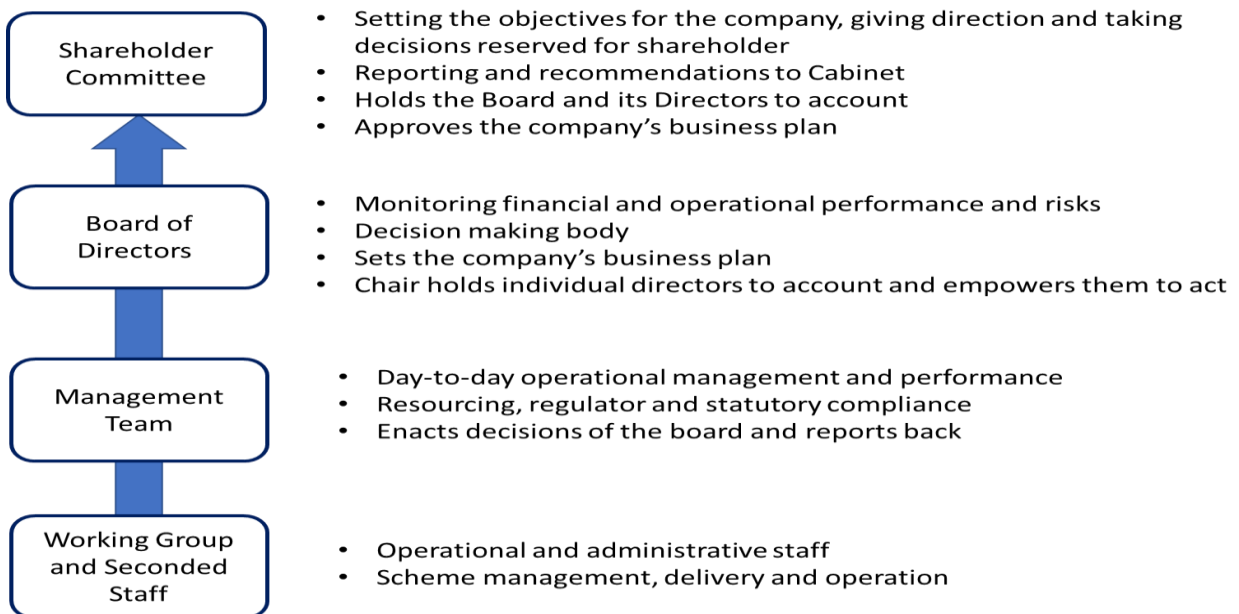 Shareholder
Committee
• Setting the objectives for the company, giving direction and taking
decisions reserved for shareholder
• Reporting and recommendations to Cabinet
• Holds the Board and its Directors to account
• Approves the company’s business plan
Board of
Directors
• Monitoring financial and operational performance and risks
• Decision making body
• Sets the company’s business plan
• Chair holds individual directors to account and empowers them to act
Management
Team
• Day-to-day operational management and performance
• Resourcing, regulator and statutory compliance
• Enacts decisions of the board and reports back
Working Group
and Seconded
Staff
• Operational and administrative staff
• Scheme management, delivery and operation